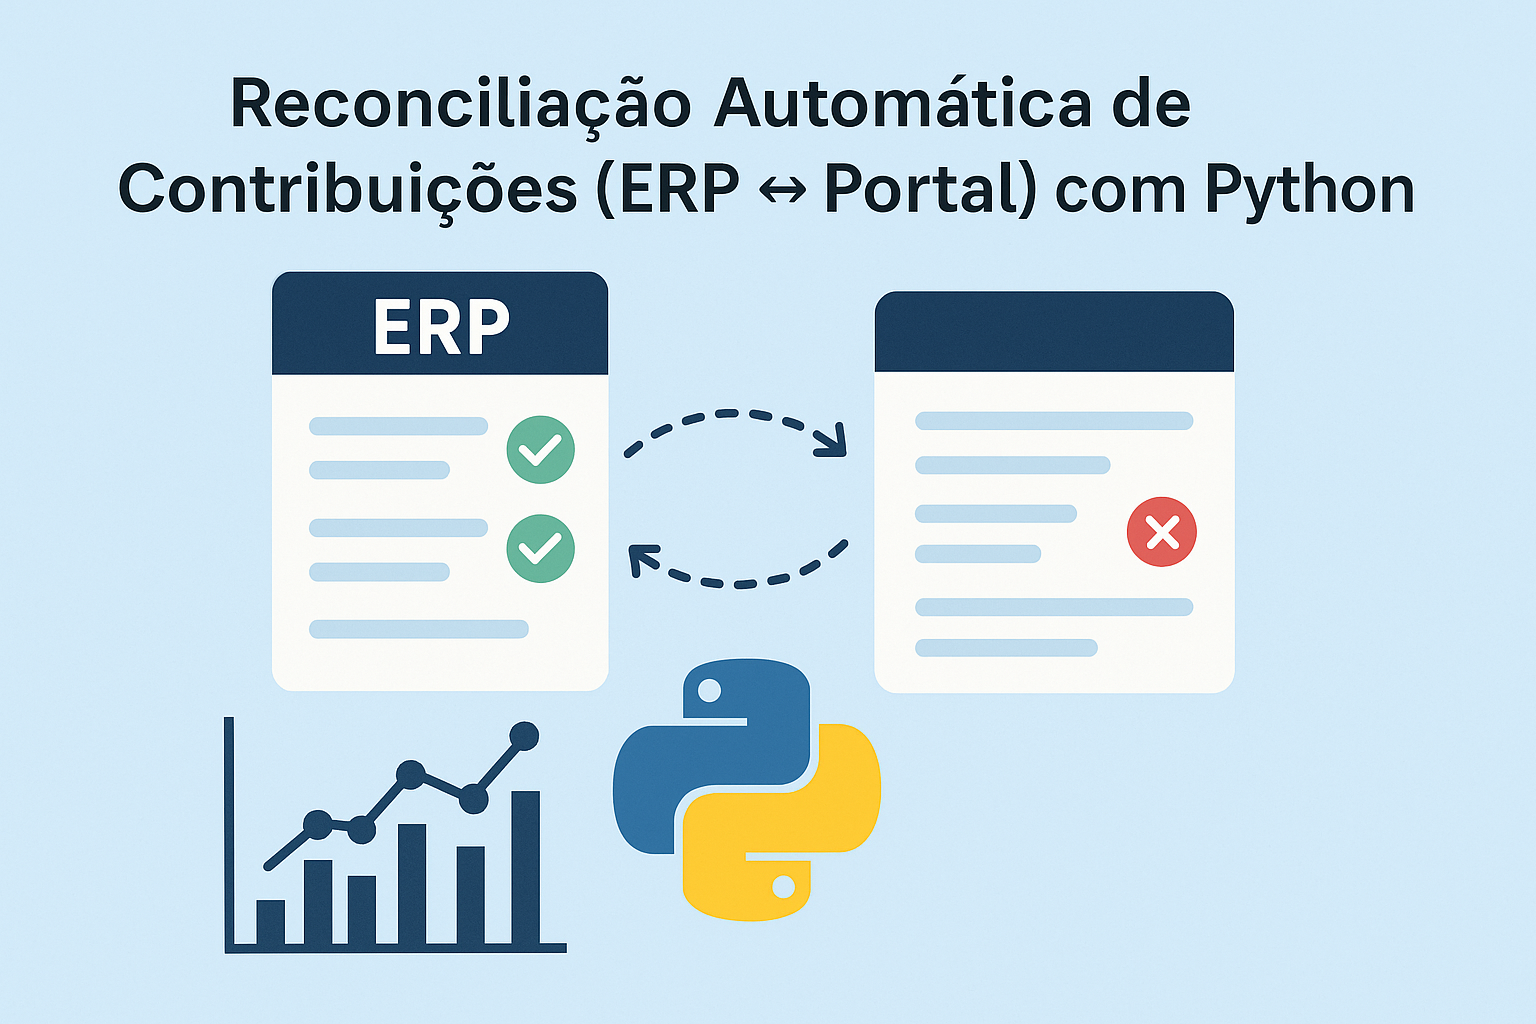 Reconciliação Automática de
Contribuições (ERP ↔ Portal) com Python
ERP